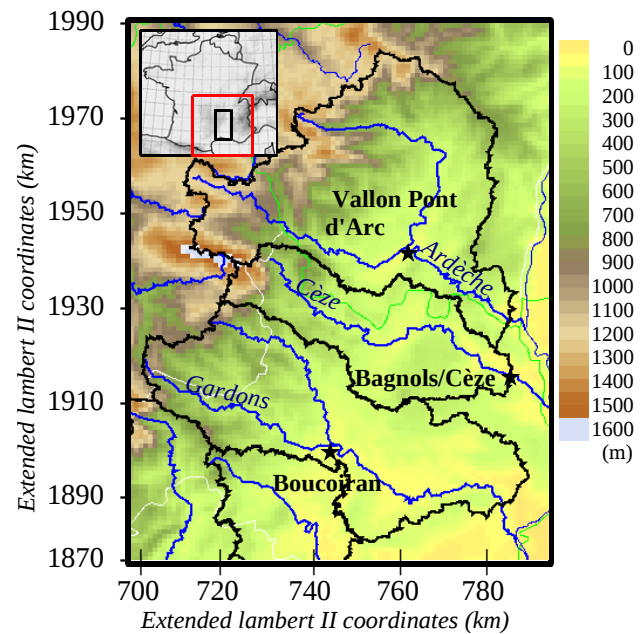 1990
1970
1950
1930
1910
1890
1870
Extended lambert II coordinates (km)
Vallon Pont
d'Arc
Ardèche
Cèze
Bagnols/Cèze
Gardons
Boucoiran
700
720
740
760
780
Extended lambert II coordinates (km)
0
100
200
300
400
500
600
700
800
900
1000
1100
1200
1300
1400
1500
1600
(m)